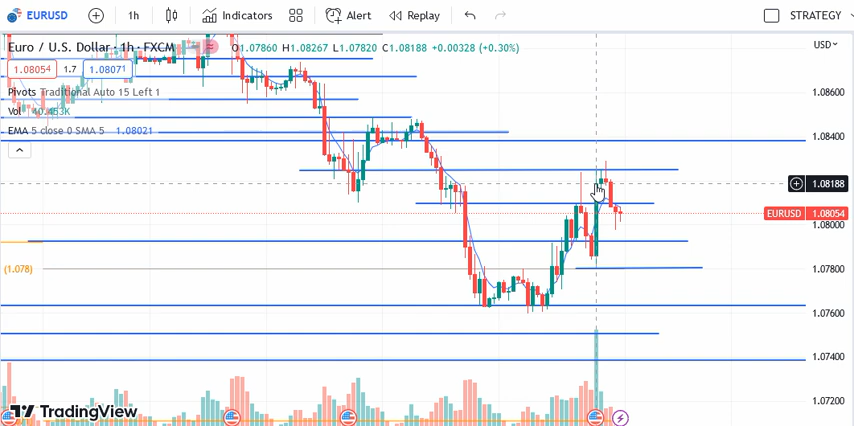 EURUSD 1h Indicators Alert Replay STRATEGY
Euro / U.S. Dollar · 1h · FXCM O1.07860 H1.08267 L1.07820 C1.08188 +0.00328 (+0.30%) USD
1.08054 1.7 1.08071
Pivots Traditional Auto 15 Left 1
1.08600
Vol
EMA 5 close 0 SMA 5 1.08021
1.08400
1.08188
EURUSD 1.08054
1.08000
(1.078)
1.07800
1.07600
1.07400
1.07200
TradingView